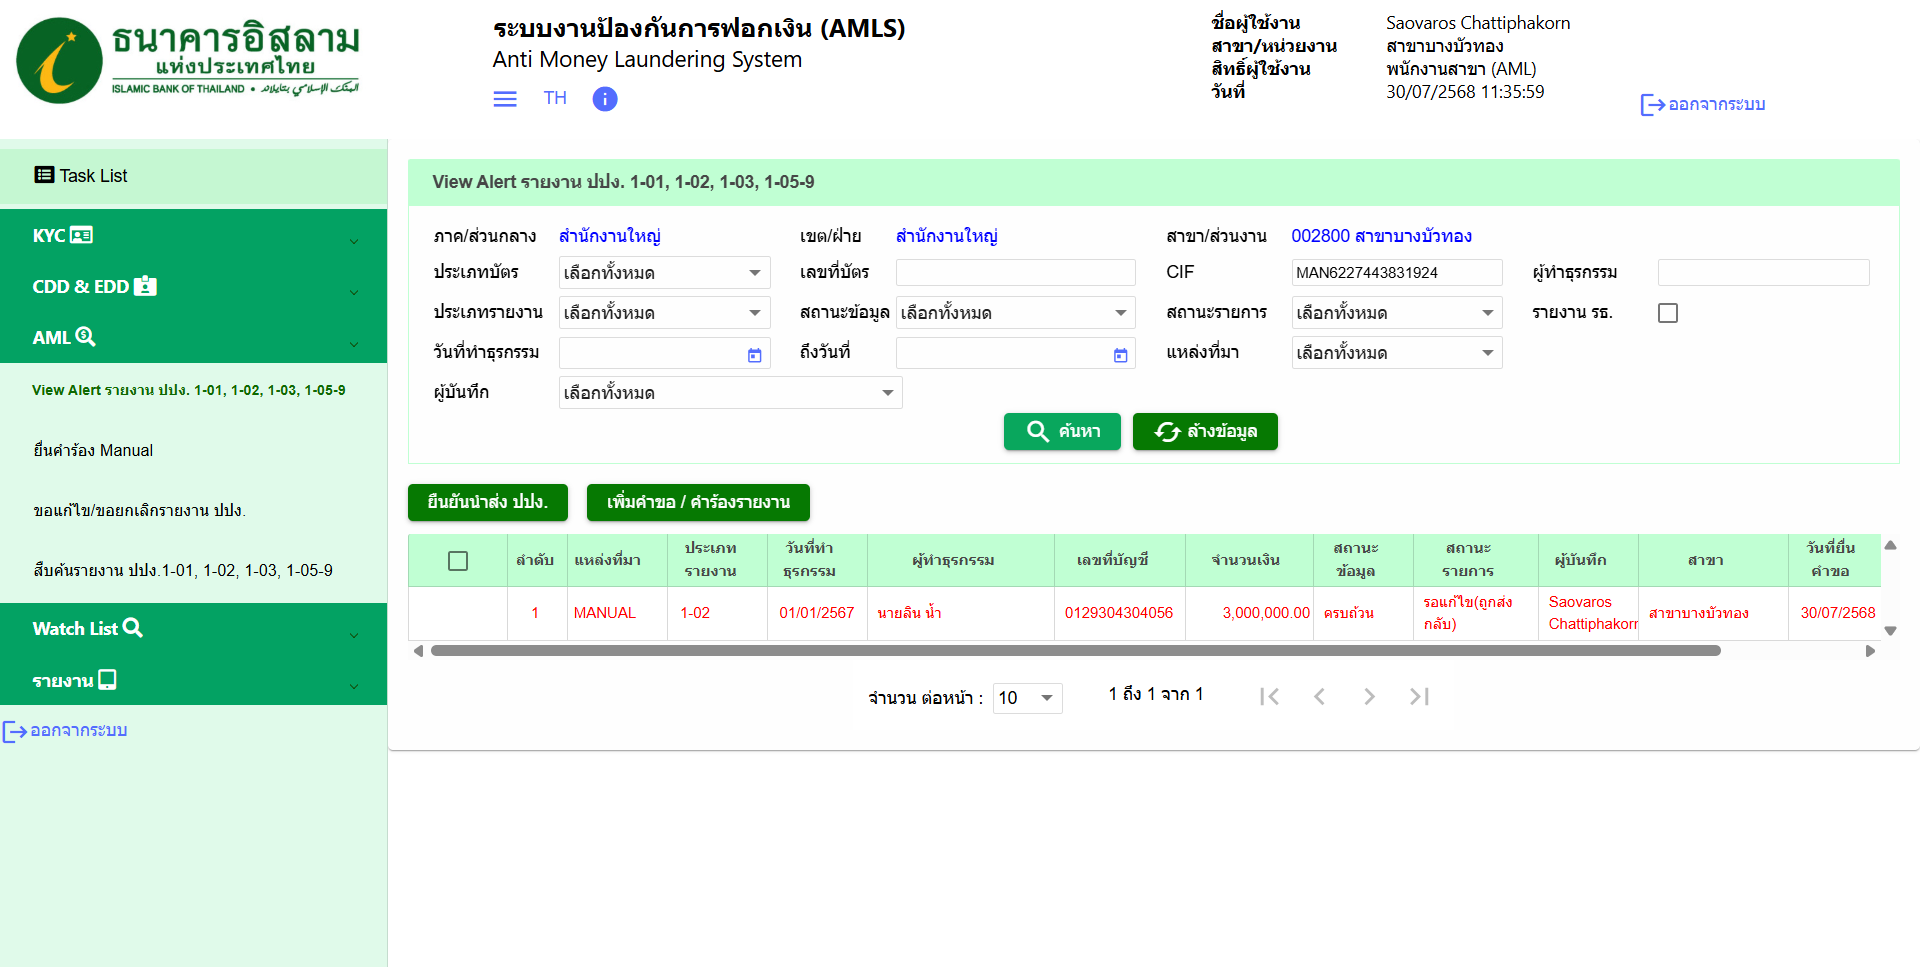 ธนาคารอิสลาม
แห่งประเทศไทย
ISLAMIC BANK OF THAILAND •
ระบบงานป้องกันการฟอกเงิน (AMLS)
Anti Money Laundering System
TH
ชื่อผู้ใช้งาน Saovaros Chattiphakorn
สาขา/หน่วยงาน สาขาบางบัวทอง
สิทธิ์ผู้ใช้งาน พนักงานสาขา (AML)
วันที่ 30/07/2568 11:35:59
ออกจากระบบ
Task List
KYC
CDD & EDD
AML
View Alert รายงาน ปปง. 1-01, 1-02, 1-03, 1-05-9
ยื่นคำร้อง Manual
ขอแก้ไข/ขอยกเลิกรายงาน ปปง.
สืบค้นรายงาน ปปง.1-01, 1-02, 1-03, 1-05-9
Watch List
รายงาน
ออกจากระบบ
View Alert รายงาน ปปง. 1-01, 1-02, 1-03, 1-05-9
ภาค/ส่วนกลาง สำนักงานใหญ่ เขต/ฝ่าย สำนักงานใหญ่ สาขา/ส่วนงาน 002800 สาขาบางบัวทอง
ประเภทบัตร เลือกทั้งหมด เลขที่บัตร CIF MAN6227443831924 ผู้ทำธุรกรรม
ประเภทรายงาน เลือกทั้งหมด สถานะข้อมูล เลือกทั้งหมด สถานะรายการ เลือกทั้งหมด รายงาน รธ.
วันที่ทำธุรกรรม ถึงวันที่ แหล่งที่มา เลือกทั้งหมด
ผู้บันทึก เลือกทั้งหมด
ค้นหา ล้างข้อมูล
ยืนยันนำส่ง ปปง. เพิ่มคำขอ / คำร้องรายงาน
ลำดับ แหล่งที่มา ประเภทรายงาน วันที่ทำธุรกรรม ผู้ทำธุรกรรม เลขที่บัญชี จำนวนเงิน สถานะข้อมูล สถานะรายการ ผู้บันทึก สาขา วันที่ยื่นคำขอ
1 MANUAL 1-02 01/01/2567 นายลิน น้ำ 0129304304056 3,000,000.00 ครบถ้วน รอแก้ไข(ถูกส่งกลับ) Saovaros Chattiphakorn สาขาบางบัวทอง 30/07/2568
จำนวน ต่อหน้า : 10 1 ถึง 1 จาก 1